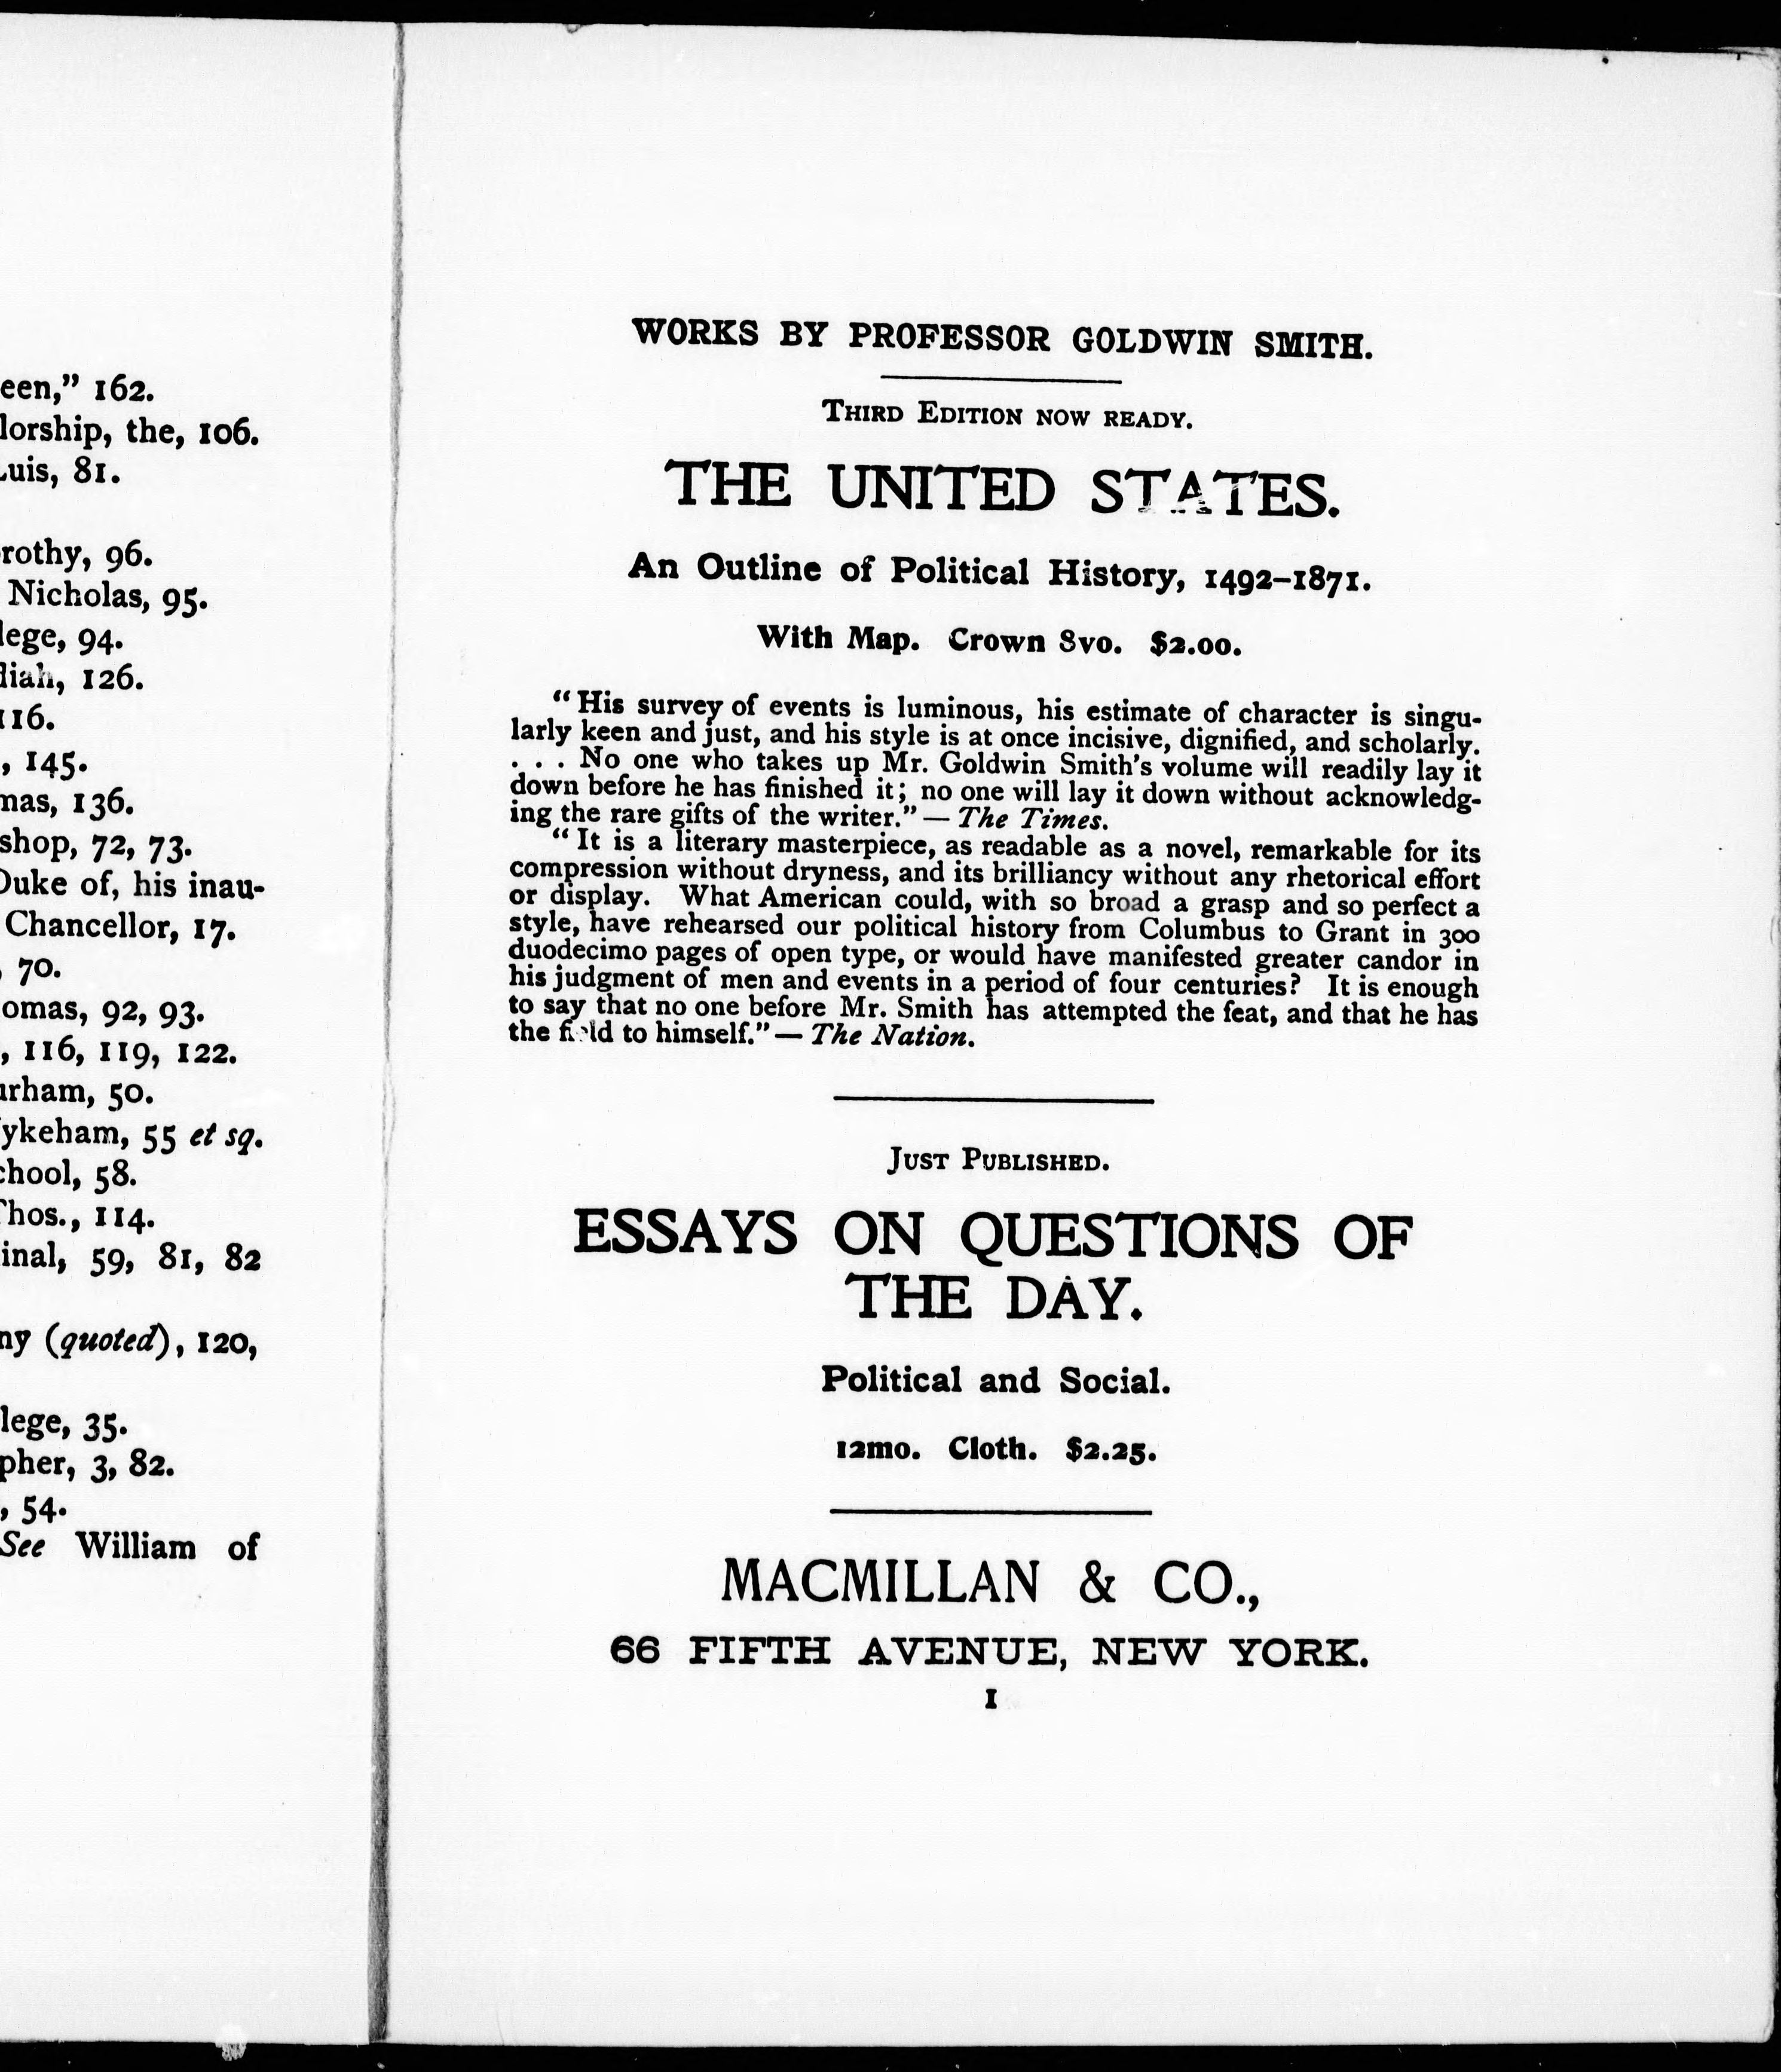 een,” 162.
lorship, the, 106.
Luis, 81.
rothy, 96.
Nicholas, 95.
lege, 94.
liah, 126.
116.
, 145.
mas, 136.
shop, 72, 73.
Duke of, his inau-
Chancellor, 17.
, 70.
omas, 92, 93.
, 116, 119, 122.
urham, 50.
ykeham, 55 et sq.
chool, 58.
Thos., 114.
inal, 59, 81, 82
ny (quoted), 120,
lege, 35.
pher, 3, 82.
, 54.
See William of
WORKS BY PROFESSOR GOLDWIN SMITH.
THIRD EDITION NOW READY.
THE UNITED STATES.
An Outline of Political History, 1492–1871.
With Map. Crown 8vo. $2.00.
“His survey of events is luminous, his estimate of character is singu-
larly keen and just, and his style is at once incisive, dignified, and scholarly.
. . . No one who takes up Mr. Goldwin Smith’s volume will readily lay it
down before he has finished it; no one will lay it down without acknowledg-
ing the rare gifts of the writer.” — The Times.
“It is a literary masterpiece, as readable as a novel, remarkable for its
compression without dryness, and its brilliancy without any rhetorical effort
or display. What American could, with so broad a grasp and so perfect a
style, have rehearsed our political history from Columbus to Grant in 300
duodecimo pages of open type, or would have manifested greater candor in
his judgment of men and events in a period of four centuries? It is enough
to say that no one before Mr. Smith has attempted the feat, and that he has
the field to himself.” — The Nation.
JUST PUBLISHED.
ESSAYS ON QUESTIONS OF
THE DAY.
Political and Social.
12mo. Cloth. $2.25.
MACMILLAN & CO.,
66 FIFTH AVENUE, NEW YORK.
I